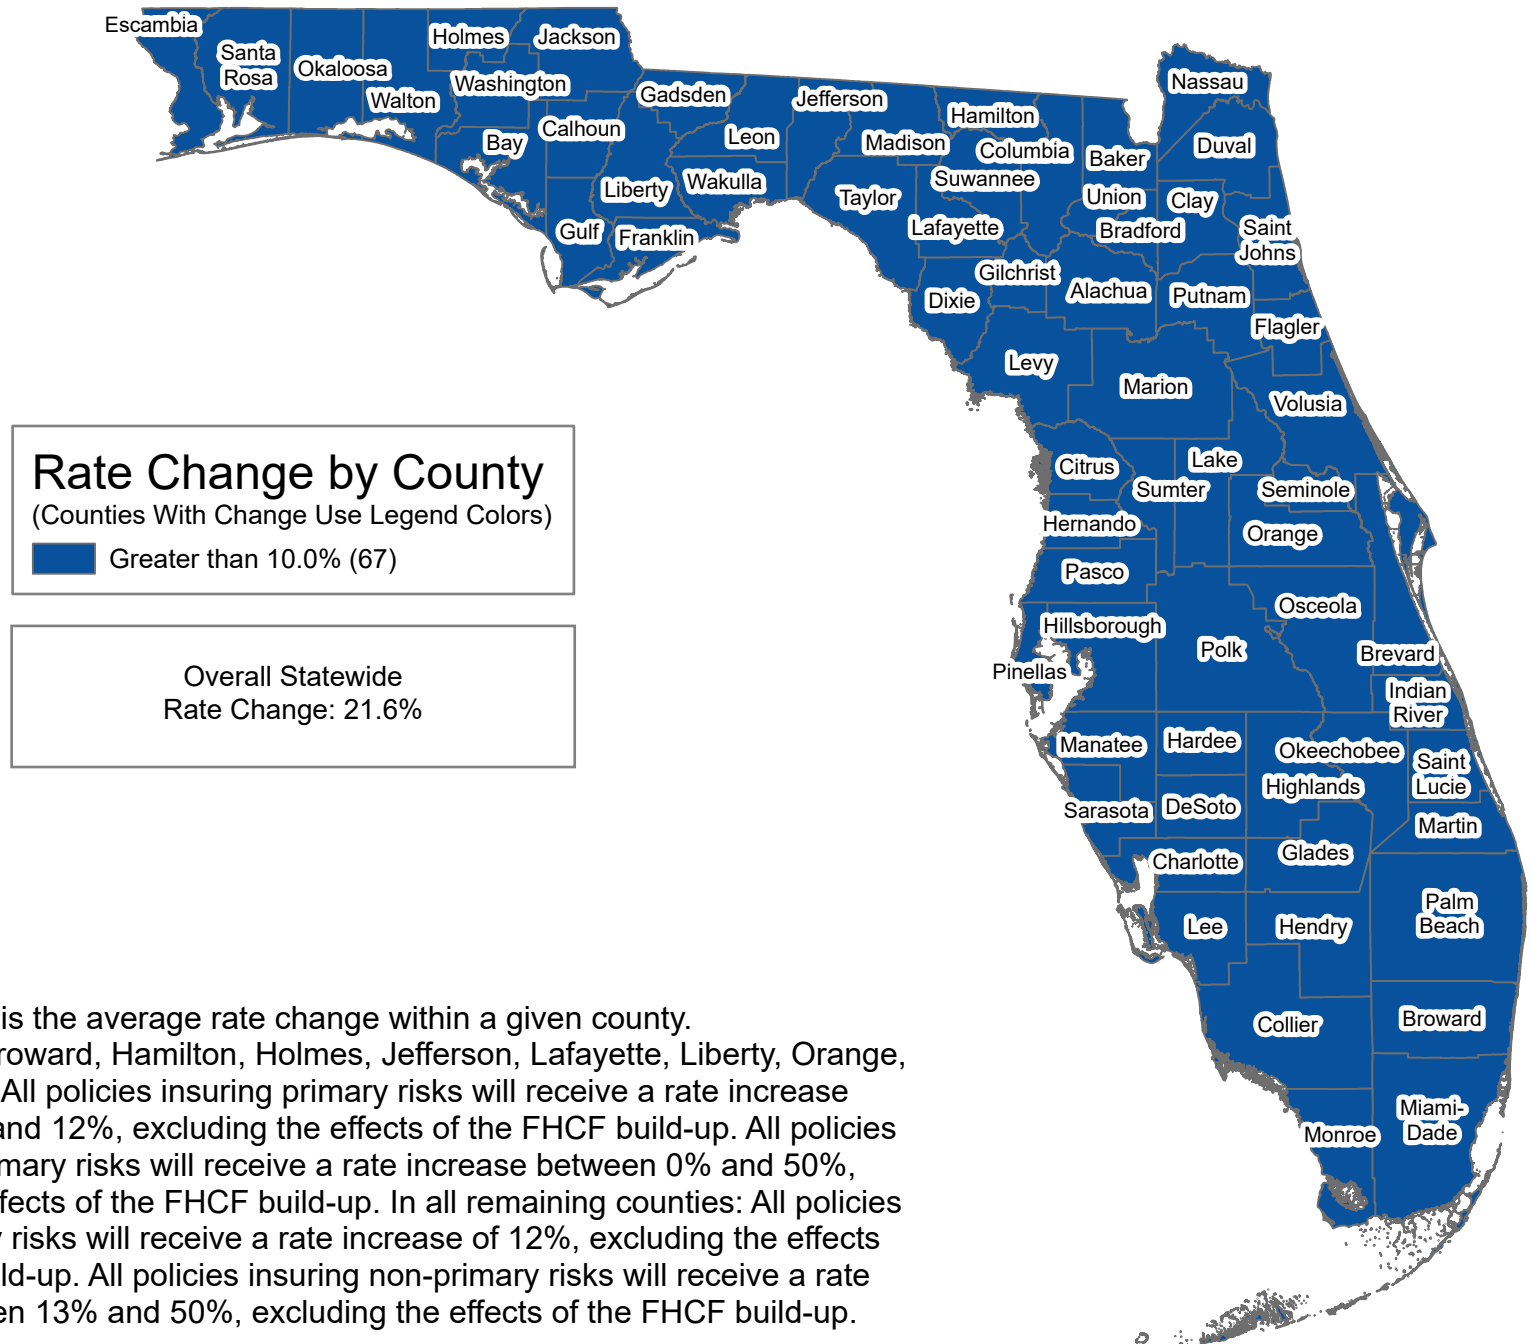 Escambia
Santa
Rosa
Okaloosa
Walton
Holmes
Jackson
Washington
Bay
Calhoun
Gadsden
Leon
Liberty
Wakulla
Gulf
Franklin
Jefferson
Madison
Taylor
Hamilton
Columbia
Suwannee
Lafayette
Dixie
Gilchrist
Baker
Union
Bradford
Alachua
Nassau
Duval
Clay
Saint
Johns
Putnam
Flagler
Levy
Marion
Volusia
Citrus
Sumter
Lake
Seminole
Hernando
Orange
Pasco
Osceola
Hillsborough
Polk
Pinellas
Brevard
Indian
River
Manatee
Hardee
Okeechobee
Saint
Lucie
Highlands
Sarasota
DeSoto
Martin
Charlotte
Glades
Lee
Hendry
Palm
Beach
Collier
Broward
Monroe
Miami-
Dade
Rate Change by County
(Counties With Change Use Legend Colors)
Greater than 10.0% (67)
Overall Statewide
Rate Change: 21.6%
is the average rate change within a given county.
roward, Hamilton, Holmes, Jefferson, Lafayette, Liberty, Orange,
All policies insuring primary risks will receive a rate increase
and 12%, excluding the effects of the FHCF build-up. All policies
mary risks will receive a rate increase between 0% and 50%,
fects of the FHCF build-up. In all remaining counties: All policies
risks will receive a rate increase of 12%, excluding the effects
ld-up. All policies insuring non-primary risks will receive a rate
en 13% and 50%, excluding the effects of the FHCF build-up.